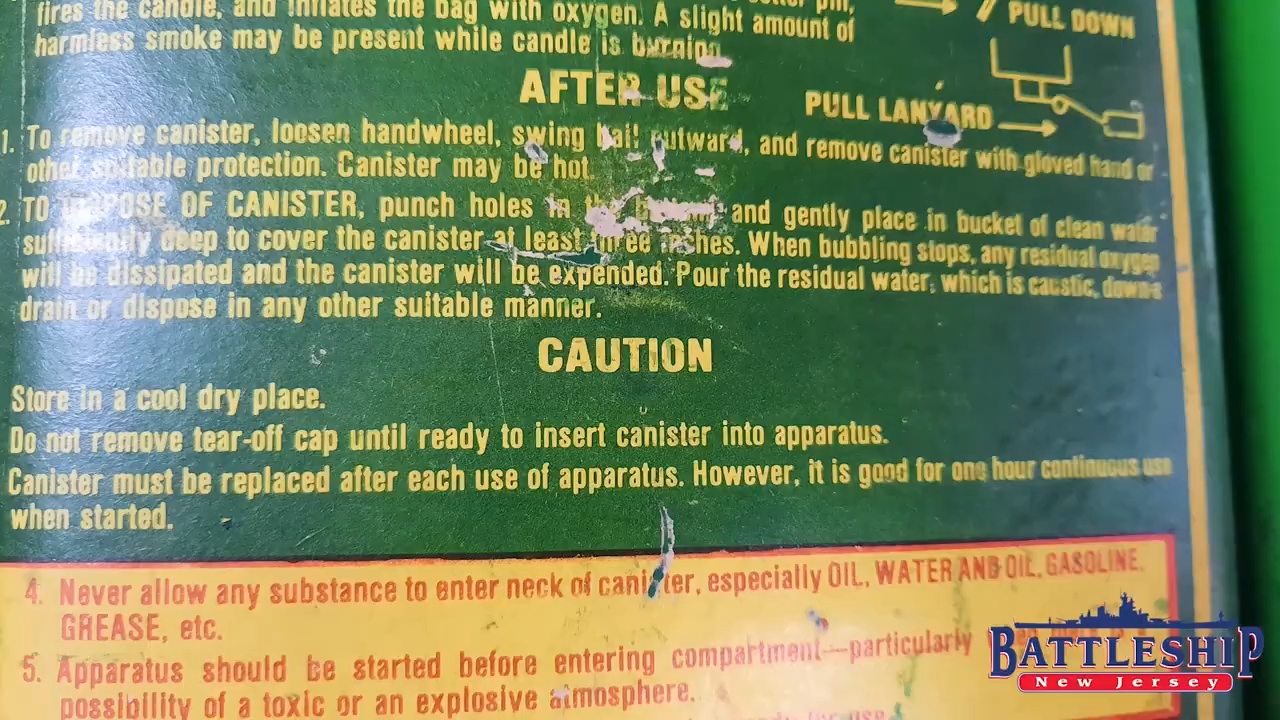 fires the candle, and inflates the bag with oxygen. A slight amount of
harmless smoke may be present while candle is burning.
PULL DOWN
AFTER USE
PULL LANYARD
1. To remove canister, loosen handwheel, swing bail outward, and remove canister with gloved hand or
other suitable protection. Canister may be hot.
2. TO DISPOSE OF CANISTER, punch holes in the and gently place in bucket of clean water
sufficiently deep to cover the canister at least three inches. When bubbling stops, any residual oxygen
will be dissipated and the canister will be expended. Pour the residual water, which is caustic, down a
drain or dispose in any other suitable manner.
CAUTION
Store in a cool dry place.
Do not remove tear-off cap until ready to insert canister into apparatus.
Canister must be replaced after each use of apparatus. However, it is good for one hour continuous use
when started.
4. Never allow any substance to enter neck of canister, especially OIL, WATER AND OIL, GASOLINE,
GREASE, etc.
5. Apparatus should be started before entering compartment—particularly
possibility of a toxic or an explosive atmosphere.
for use
BATTLESHIP
New Jersey